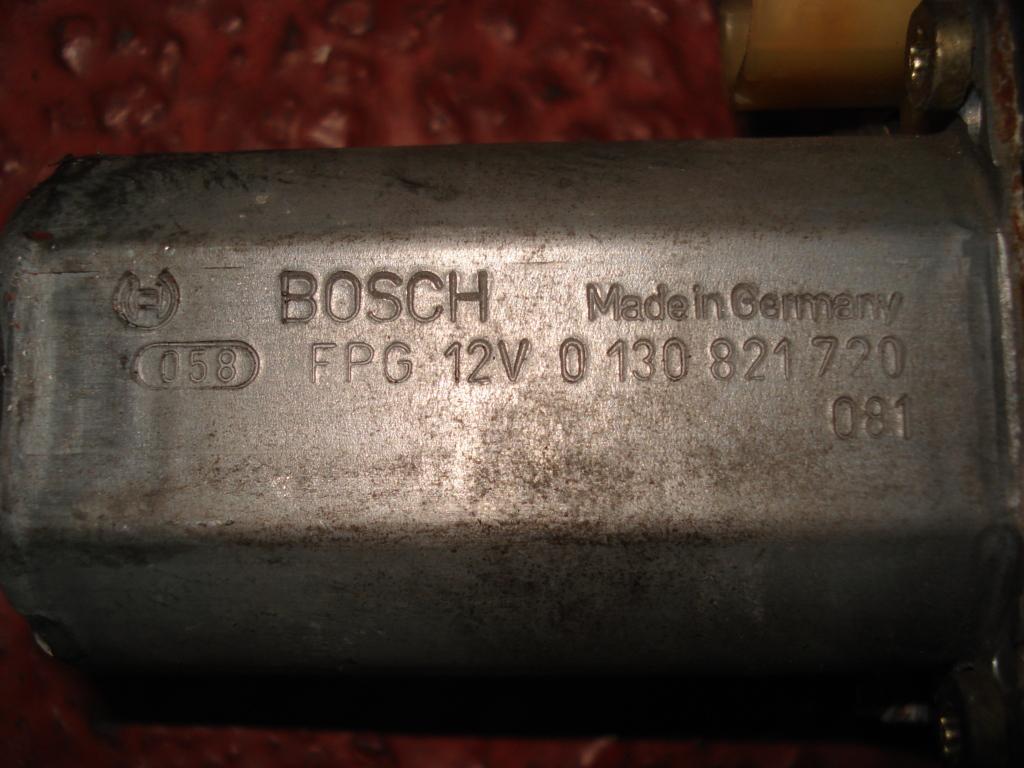 BOSCH Made in Germany
058 FPG 12V 0 130 821 720
081